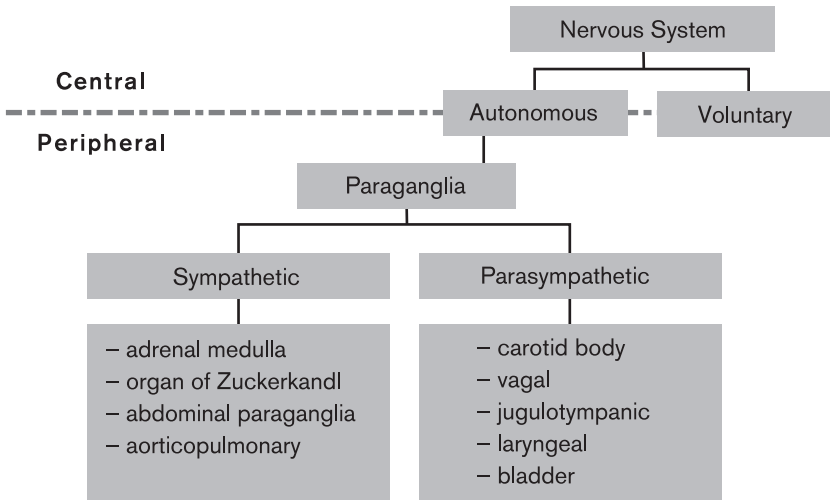 Nervous System
Central
Autonomous
Voluntary
Peripheral
Paraganglia
Sympathetic
Parasympathetic
– adrenal medulla
– organ of Zuckerkandl
– abdominal paraganglia
– aorticopulmonary
– carotid body
– vagal
– jugulotympanic
– laryngeal
– bladder